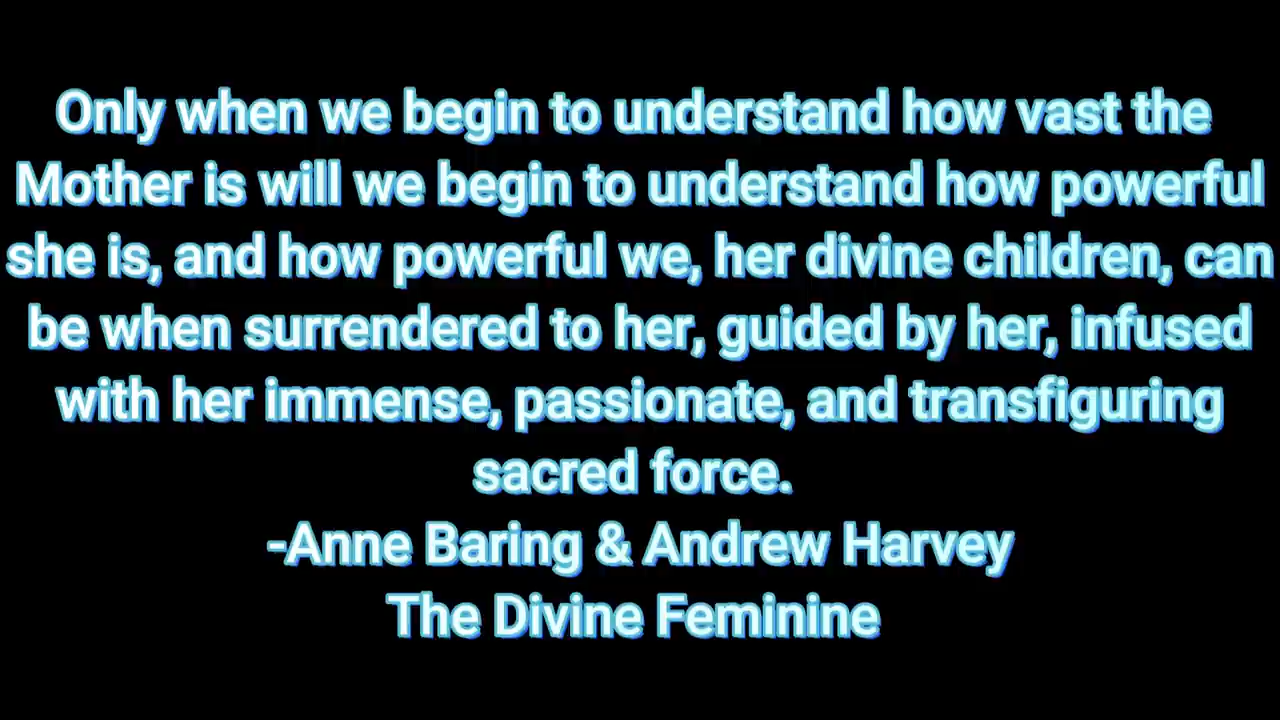 Only when we begin to understand how vast the
Mother is will we begin to understand how powerful
she is, and how powerful we, her divine children, can
be when surrendered to her, guided by her, infused
with her immense, passionate, and transfiguring
sacred force.
-Anne Baring & Andrew Harvey
The Divine Feminine